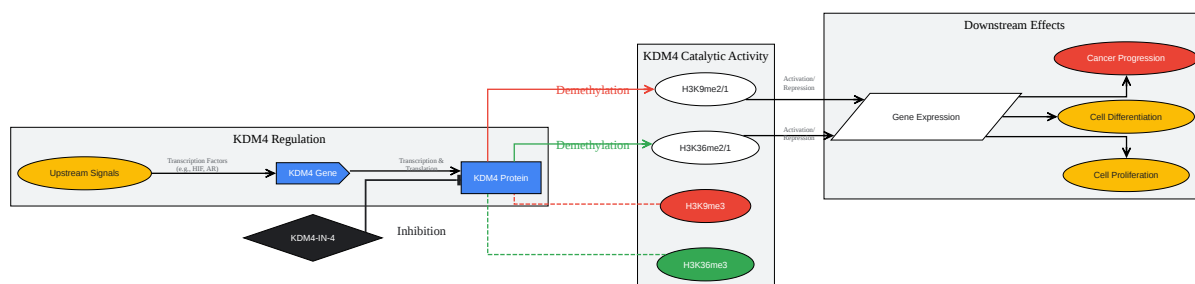 Downstream Effects
KDM4 Catalytic Activity
Cancer Progression
Demethylation
H3K9me2/1
Activation/
Repression
Gene Expression
Cell Differentiation
KDM4 Regulation
Demethylation
H3K36me2/1
Activation/
Repression
Upstream Signals
Transcription Factors
(e.g., HIF, AR)
KDM4 Gene
Transcription &
Translation
KDM4 Protein
Cell Proliferation
H3K9me3
KDM4-IN-4
Inhibition
H3K36me3